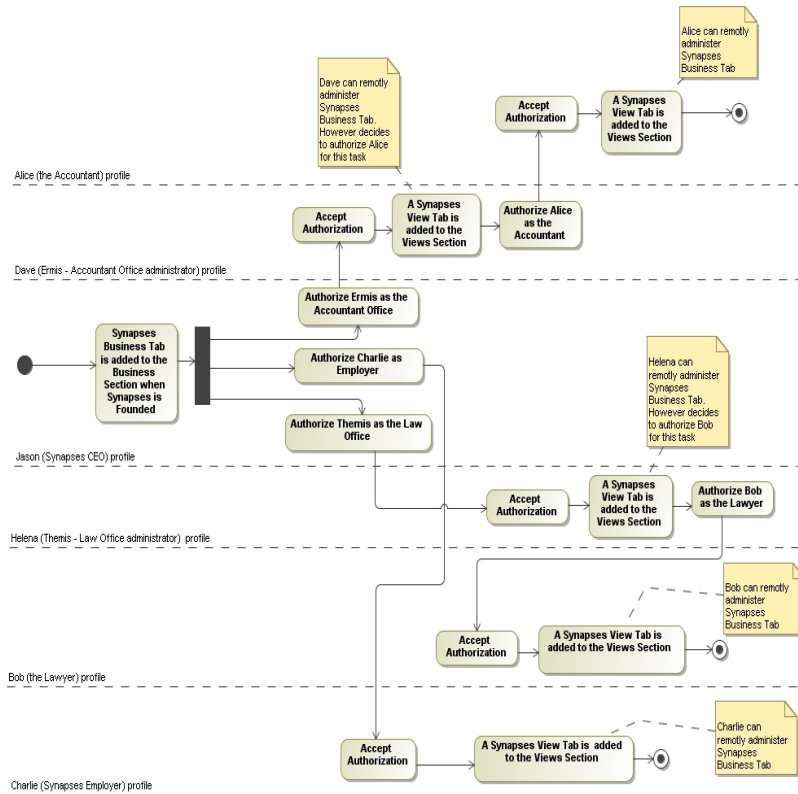 Alice can remotly
administer
Synapses
Business Tab
Dave can remotly
administer
Synapses
Business Tab.
However decides
to authorize Alice
for this task
Accept
Authorization
A Synapses
View Tab is
added to the
Views Section
Alice (the Accountant) profile
Accept
Authorization
A Synapses
View Tab is
added to the
Views Section
Authorize Alice
as the
Accountant
Dave (Ermis - Accountant Office administrator) profile
Authorize Ermis as the
Accountant Office
Synapses
Business Tab
is added to the
Business
Section when
Synapses is
Founded
Authorize Charlie as
Employer
Authorize Themis as the Law
Office
Helena can
remotly administer
Synapses
Business Tab.
However decides
to authorize Bob
for this task
Jason (Synapses CEO) profile
Accept
Authorization
A Synapses
View Tab is
added to the
Views Section
Authorize Bob
as the Lawyer
Helena (Themis - Law Office administrator) profile
Bob can remotly
administer
Synapses
Business Tab
Accept
Authorization
A Synapses View Tab is
added to the Views Section
Bob (the Lawyer) profile
Charlie can
remotly administer
Synapses
Business Tab
Accept
Authorization
A Synapses View Tab is added
to the Views Section
Charlie (Synapses Employer) profile